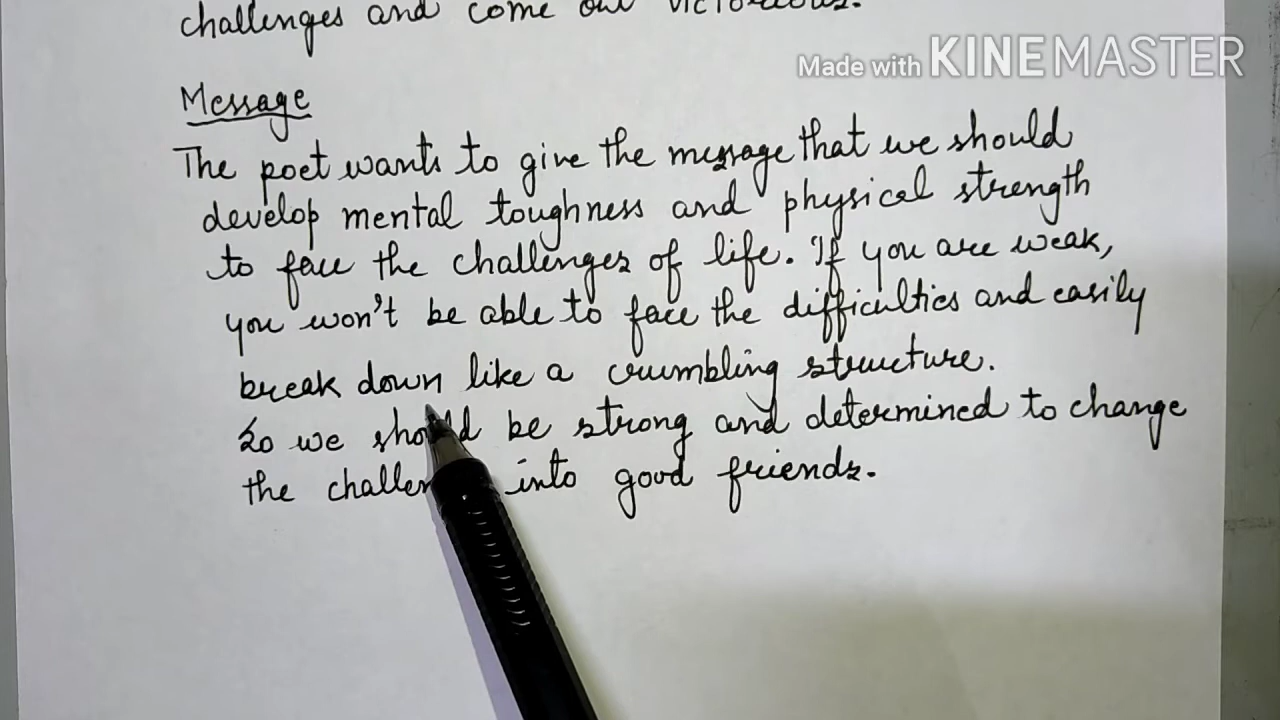 challenges and come out victorious.
Made with KINEMASTER
Message
The poet wants to give the message that we should
develop mental toughness and physical strength
to face the challenges of life. If you are weak,
you won't be able to face the difficulties and easily
break down like a crumbling structure.
So we should be strong and determined to change
the into good friends.